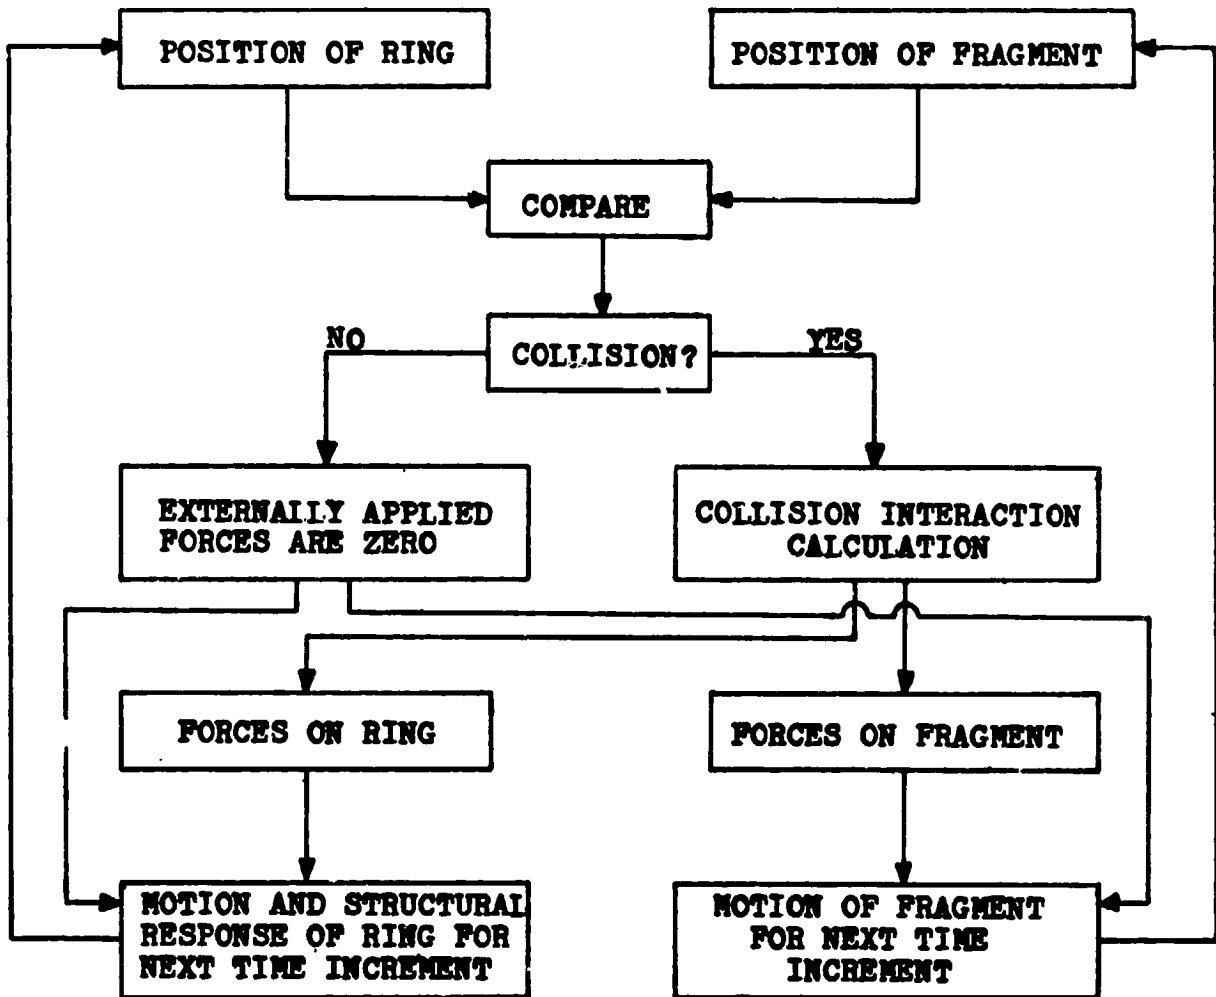 POSITION OF RING
POSITION OF FRAGMENT
COMPARE
COLLISION?
NO
YES
EXTERNALLY APPLIED
FORCES ARE ZERO
COLLISION INTERACTION
CALCULATION
FORCES ON RING
FORCES ON FRAGMENT
MOTION AND STRUCTURAL
RESPONSE OF RING FOR
NEXT TIME INCREMENT
MOTION OF FRAGMENT
FOR NEXT TIME
INCREMENT